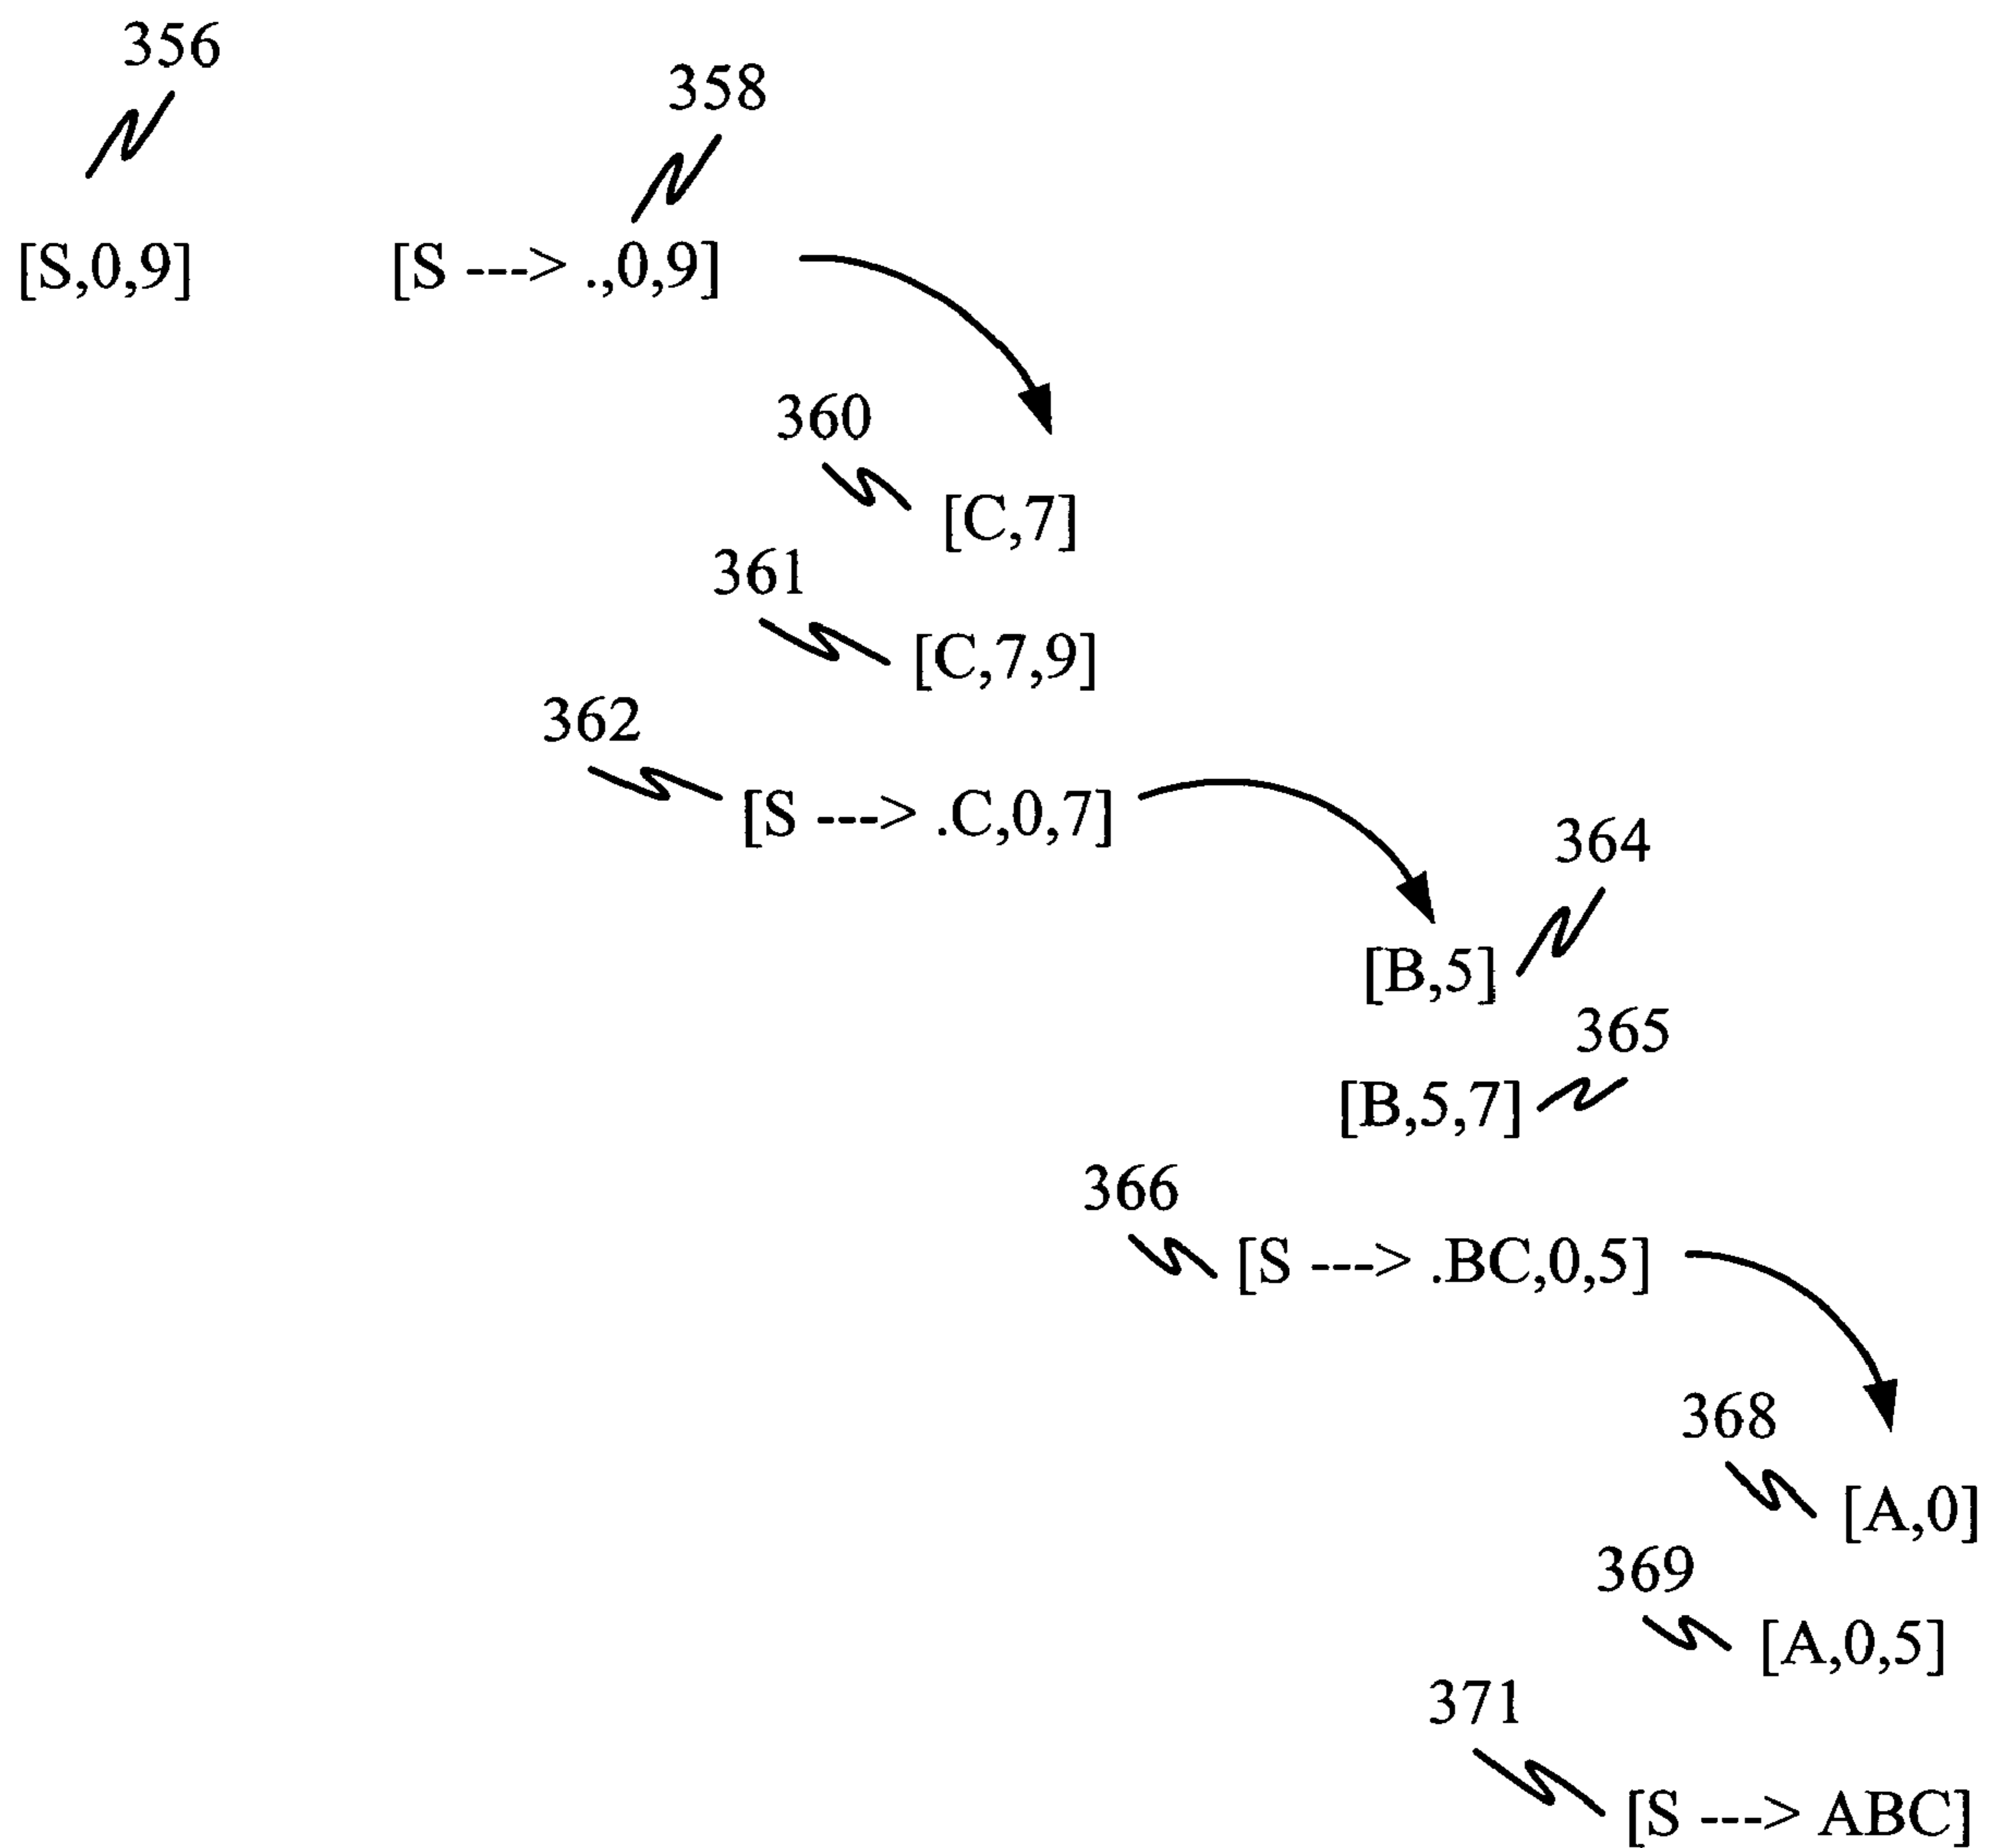 356
358
[S,0,9]
[S ---> .,0,9]
360
[C,7]
361
[C,7,9]
362
[S ---> .C,0,7]
364
[B,5]
365
[B,5,7]
366
[S ---> .BC,0,5]
368
[A,0]
369
[A,0,5]
371
[S ---> ABC]